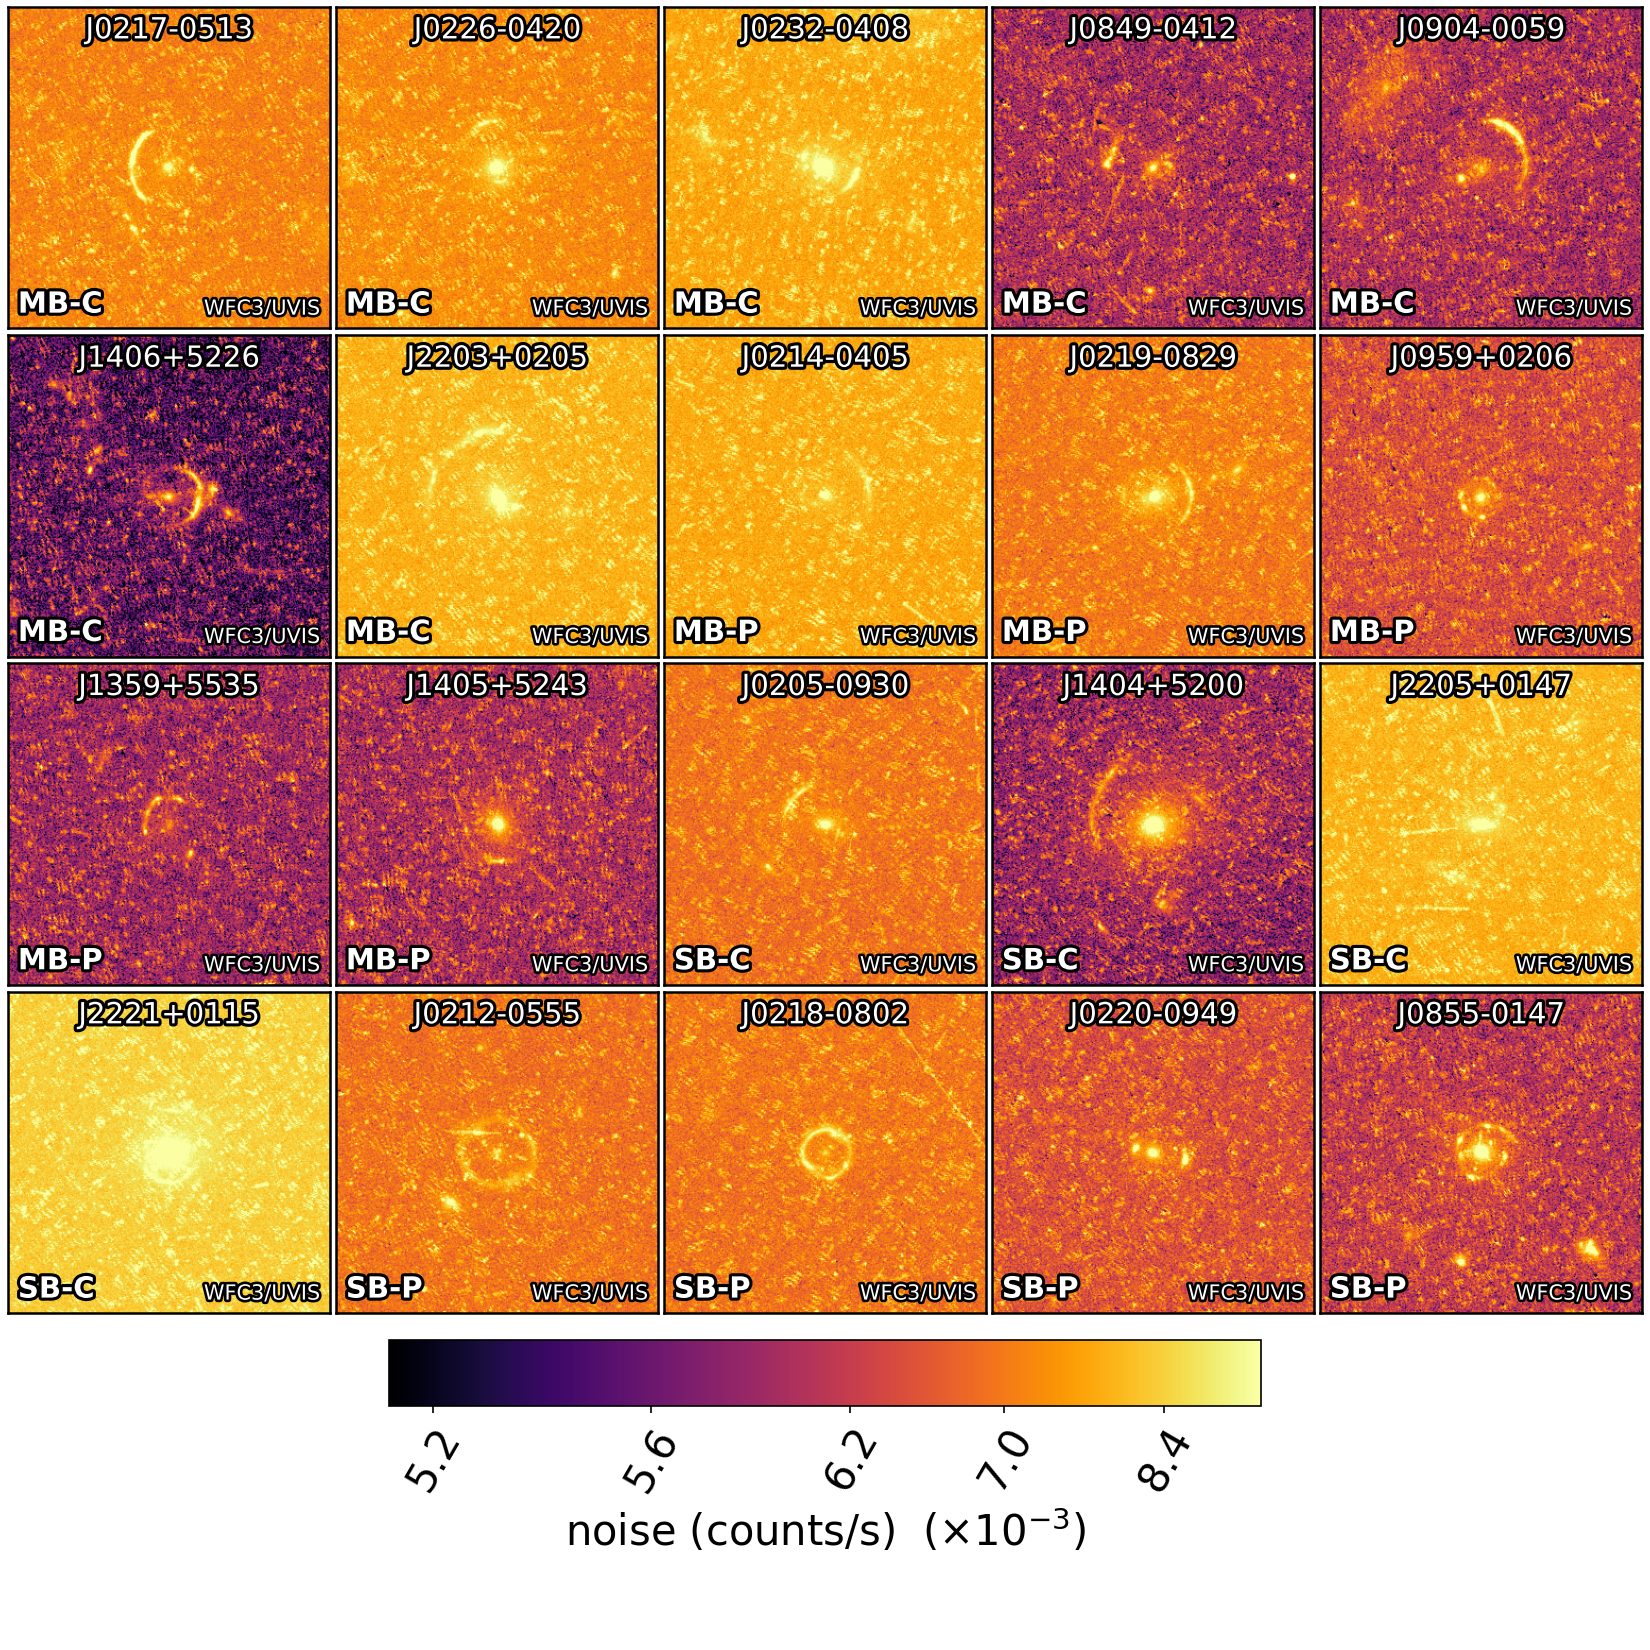 J0217-0513
MB-C
WFC3/UVIS
J0226-0420
MB-C
WFC3/UVIS
J0232-0408
MB-C
WFC3/UVIS
J0849-0412
MB-C
WFC3/UVIS
J0904-0059
MB-C
WFC3/UVIS
J1406+5226
MB-C
WFC3/UVIS
J2203+0205
MB-C
WFC3/UVIS
J0214-0405
MB-P
WFC3/UVIS
J0219-0829
MB-P
WFC3/UVIS
J0959+0206
MB-P
WFC3/UVIS
J1359+5535
MB-P
WFC3/UVIS
J1405+5243
MB-P
WFC3/UVIS
J0205-0930
SB-C
WFC3/UVIS
J1404+5200
SB-C
WFC3/UVIS
J2205+0147
SB-C
WFC3/UVIS
J2221+0115
SB-C
WFC3/UVIS
J0212-0555
SB-P
WFC3/UVIS
J0218-0802
SB-P
WFC3/UVIS
J0220-0949
SB-P
WFC3/UVIS
J0855-0147
SB-P
WFC3/UVIS
5.2
5.6
6.2
7.0
8.4
noise (counts/s) (×10⁻³)